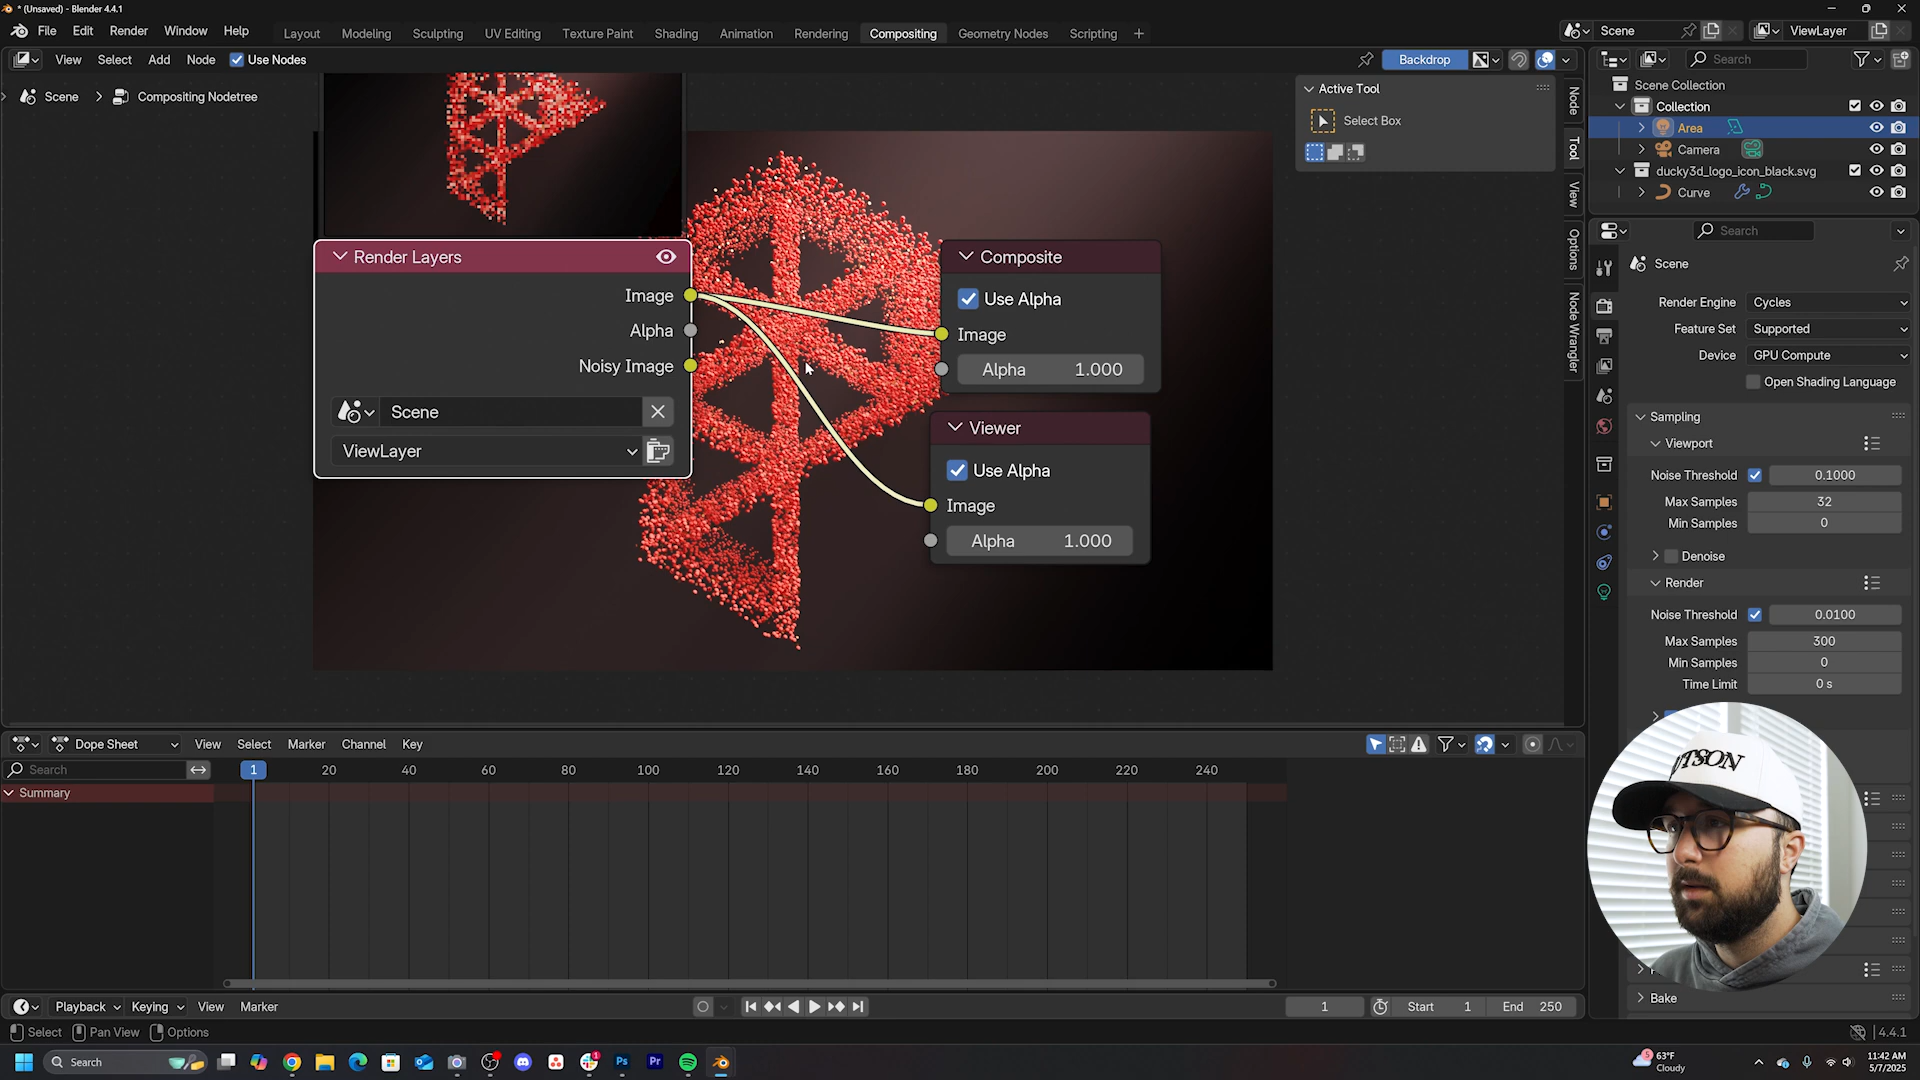 * (Unsaved) - Blender 4.4.1
File Edit Render Window Help
Layout Modeling Sculpting UV Editing Texture Paint Shading Animation Rendering Compositing Geometry Nodes Scripting +
Scene
ViewLayer
View Select Add Node Use Nodes
Backdrop
Search
Scene > Compositing Nodetree
Active Tool
Select Box
Node
Tool
View
Options
Node Wrangler
Render Layers
Image
Alpha
Noisy Image
Scene
ViewLayer
Composite
Use Alpha
Image
Alpha 1.000
Viewer
Use Alpha
Image
Alpha 1.000
Scene Collection
Collection
Area
Camera
ducky3d_logo_icon_black.svg
Curve
Search
Scene
Render Engine Cycles
Feature Set Supported
Device GPU Compute
Open Shading Language
Sampling
Viewport
Noise Threshold 0.1000
Max Samples 32
Min Samples 0
Denoise
Render
Noise Threshold 0.0100
Max Samples 300
Min Samples 0
Time Limit 0 s
Bake
Dope Sheet View Select Marker Channel Key
Search
1 20 40 60 80 100 120 140 160 180 200 220 240
Summary
Playback Keying View Marker
1 Start 1 End 250
Select Pan View Options
4.4.1
Search
Ps
Pr
63°F
Cloudy
11:42 AM
5/7/2025